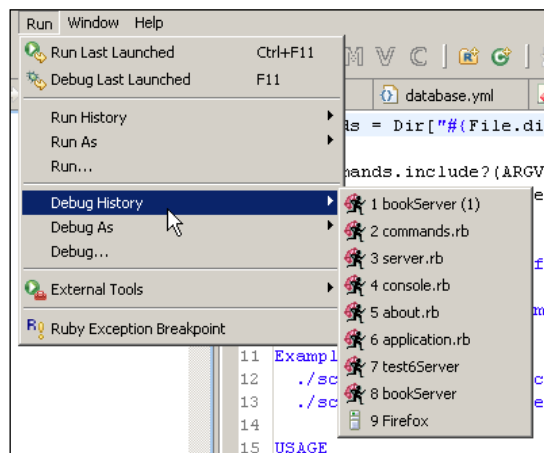 Run Window Help
Run Last Launched Ctrl+F11
Debug Last Launched F11
Run History
Run As
Run...
Debug History
Debug As
Debug...
External Tools
Ruby Exception Breakpoint
M V C
database.yml
= Dir["#{File.di
.include?(ARGV
1 bookServer (1)
2 commands.rb
3 server.rb
4 console.rb
5 about.rb
6 application.rb
7 test6Server
8 bookServer
9 Firefox
11 Exampl
12 ./sc
13 ./sc
14
15 USAGE